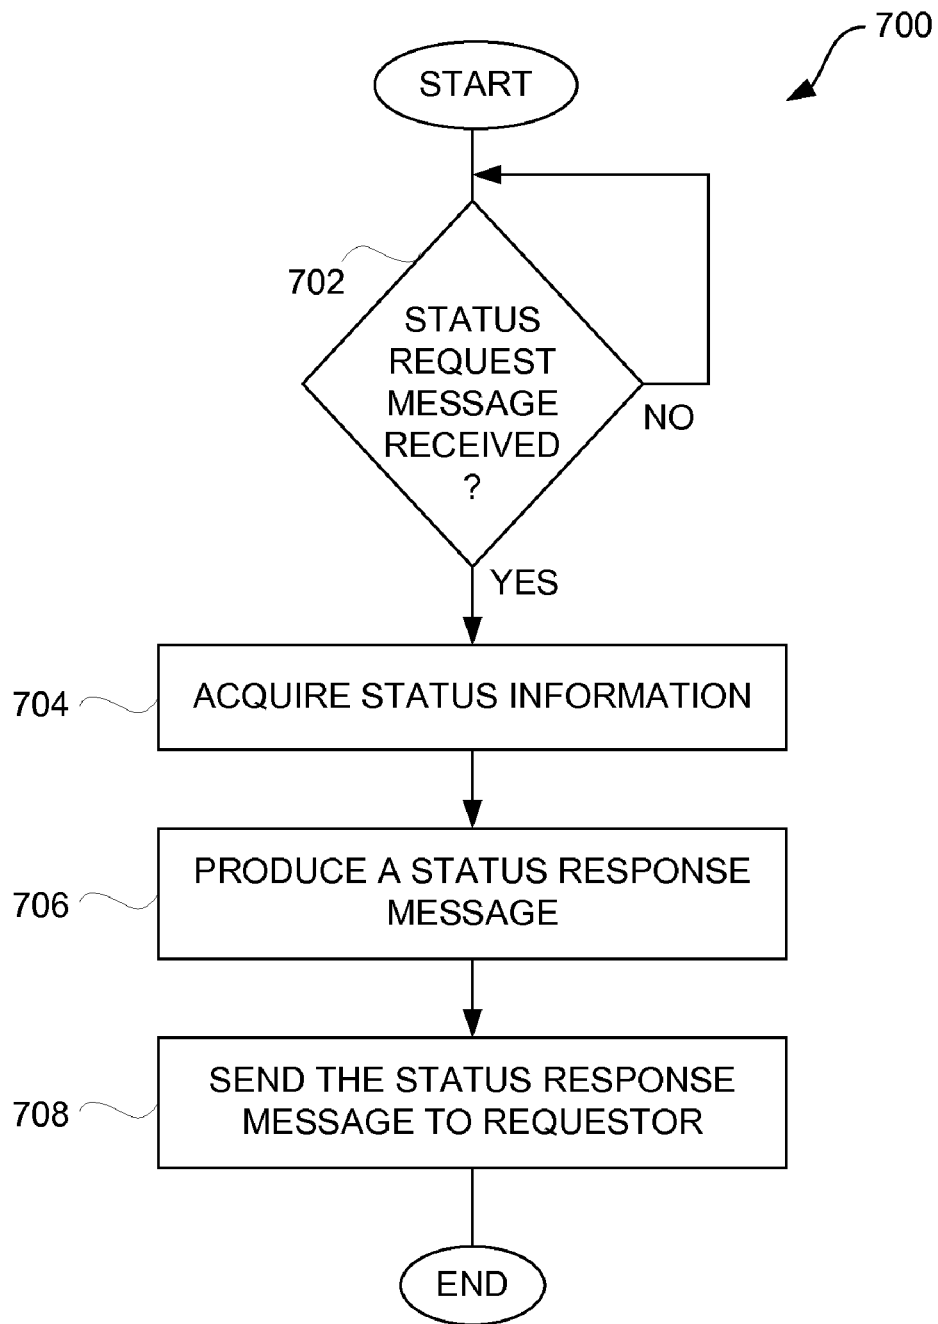 700
START
702
STATUS
REQUEST
MESSAGE
RECEIVED
?
NO
YES
704
ACQUIRE STATUS INFORMATION
706
PRODUCE A STATUS RESPONSE
MESSAGE
708
SEND THE STATUS RESPONSE
MESSAGE TO REQUESTOR
END